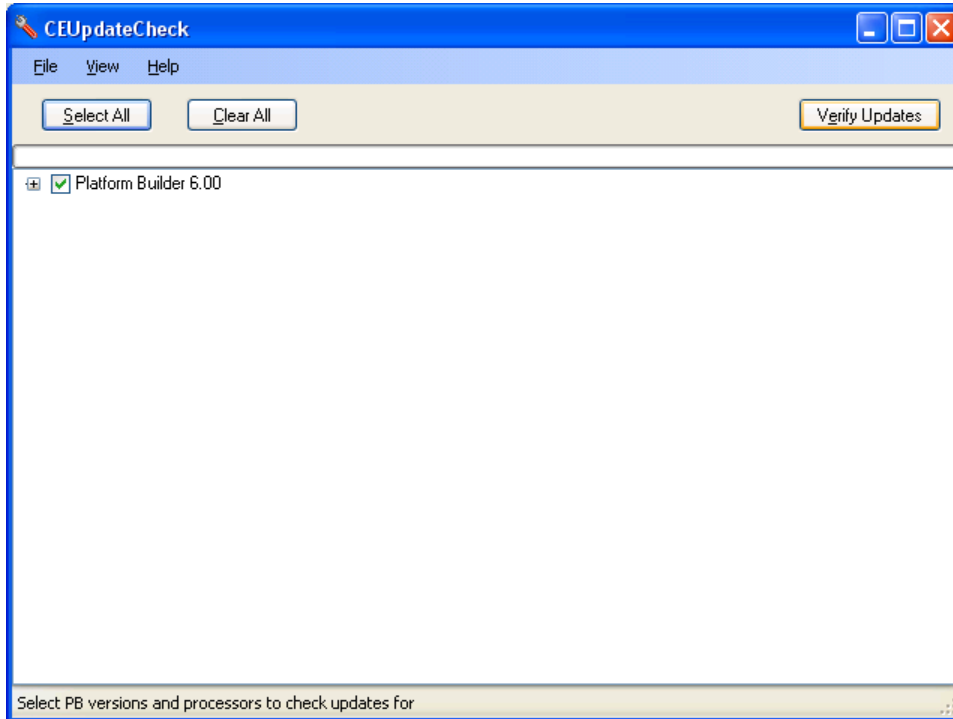 CEUpdateCheck
File View Help
Select All Clear All Verify Updates
Platform Builder 6.00
Select PB versions and processors to check updates for